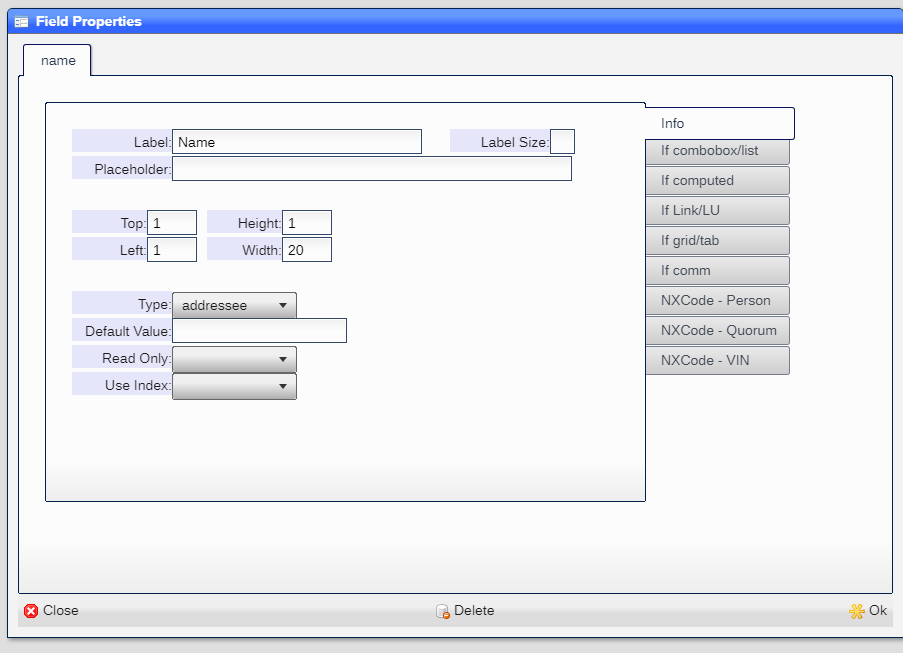 Field Properties
name
Label: Name Label Size:
Placeholder:
Top: 1 Height: 1
Left: 1 Width: 20
Type: addressee
Default Value:
Read Only:
Use Index:
Info
If combobox/list
If computed
If Link/LU
If grid/tab
If comm
NXCode - Person
NXCode - Quorum
NXCode - VIN
Close Delete Ok